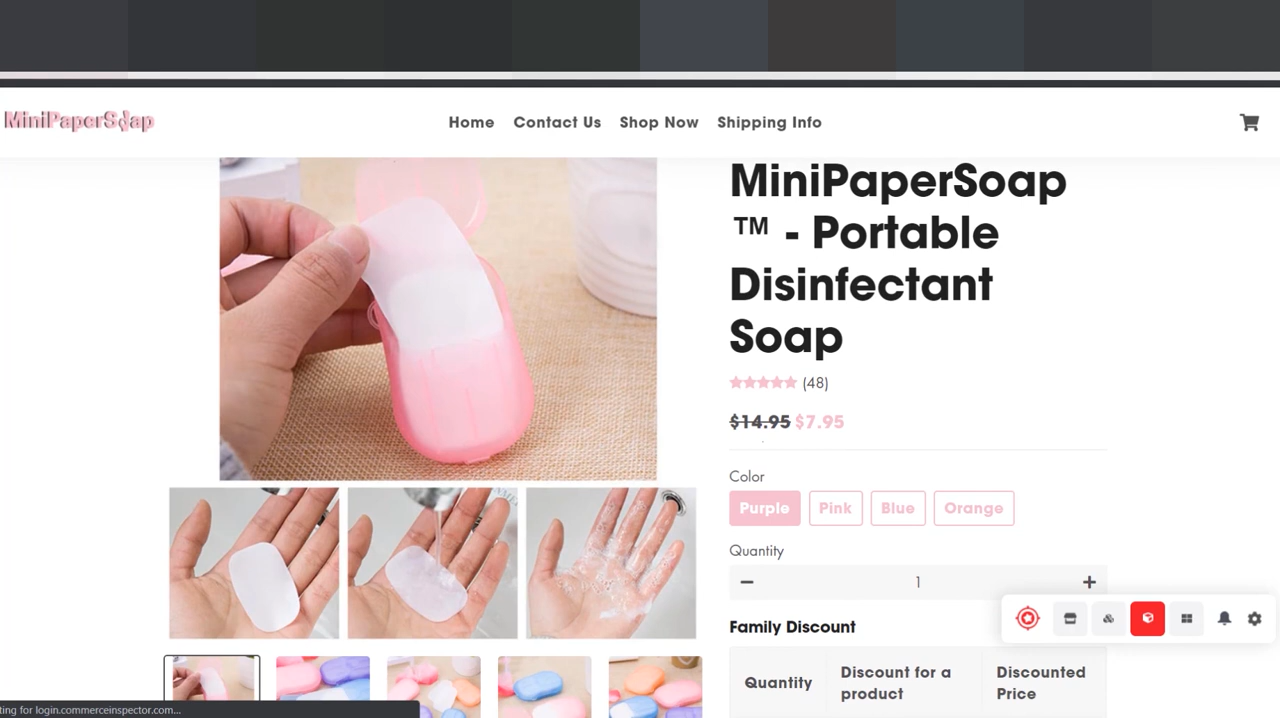 MiniPaperSoap
Home
Contact Us
Shop Now
Shipping Info
MiniPaperSoap
™ - Portable
Disinfectant
Soap
(48)
$14.95 $7.95
Color
Purple
Pink
Blue
Orange
Quantity
− 1 +
Family Discount
Quantity
Discount for a
product
Discounted
Price
ting for login.commerceinspector.com...